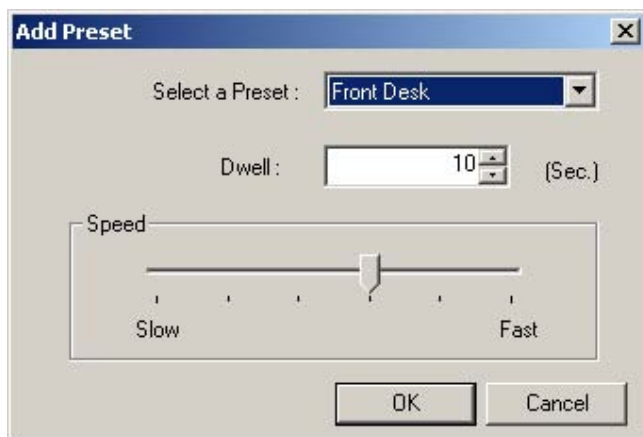 Add Preset
Select a Preset : Front Desk
Dwell : 10 (Sec.)
Speed
Slow Fast
OK Cancel